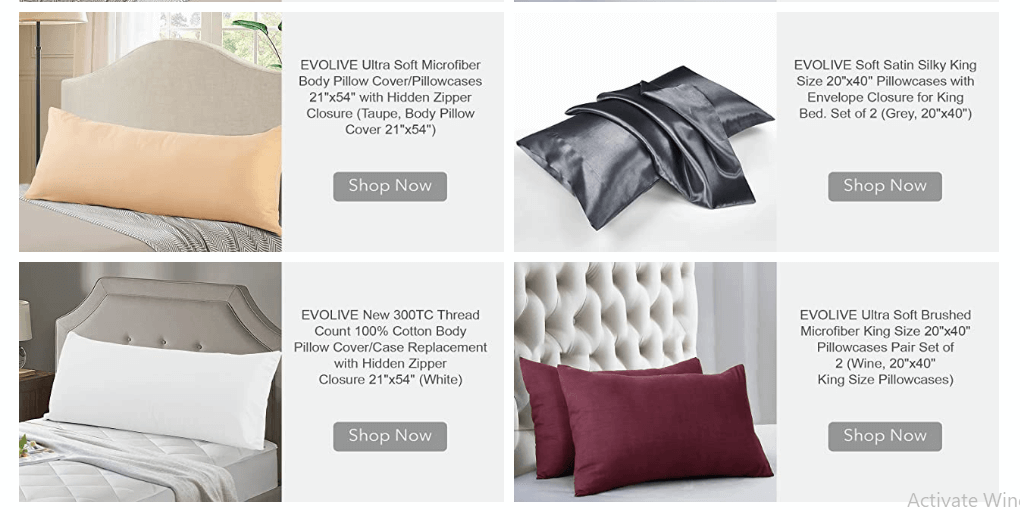 EVOLIVE Ultra Soft Microfiber
Body Pillow Cover/Pillowcases
21"x54" with Hidden Zipper
Closure (Taupe, Body Pillow
Cover 21"x54")
Shop Now
EVOLIVE Soft Satin Silky King
Size 20"x40" Pillowcases with
Envelope Closure for King
Bed. Set of 2 (Grey, 20"x40")
Shop Now
EVOLIVE New 300TC Thread
Count 100% Cotton Body
Pillow Cover/Case Replacement
with Hidden Zipper
Closure 21"x54" (White)
Shop Now
EVOLIVE Ultra Soft Brushed
Microfiber King Size 20"x40"
Pillowcases Pair Set of
2 (Wine, 20"x40"
King Size Pillowcases)
Shop Now
Activate Win